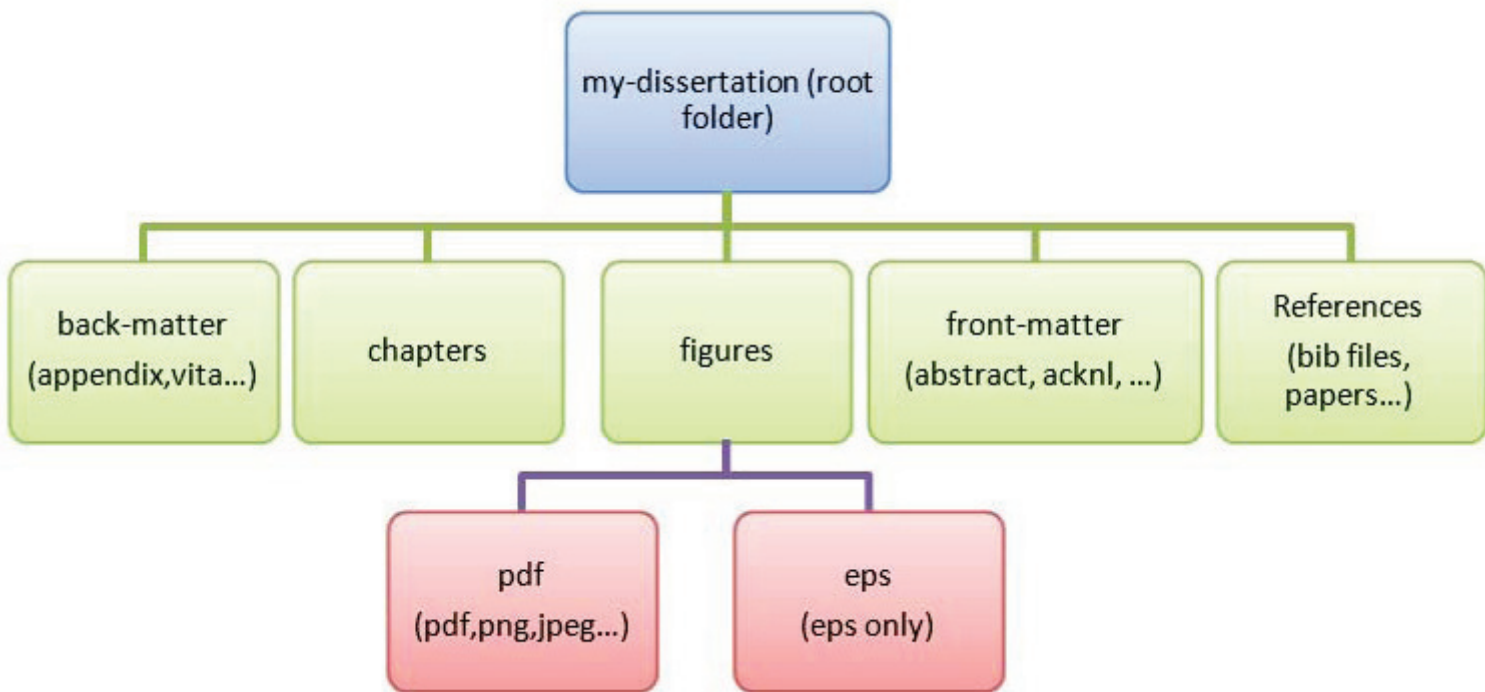 my-dissertation (root
folder)
back-matter
(appendix,vita...)
chapters
figures
front-matter
(abstract, acknl, ...)
References
(bib files,
papers...)
pdf
(pdf,png,jpeg...)
eps
(eps only)